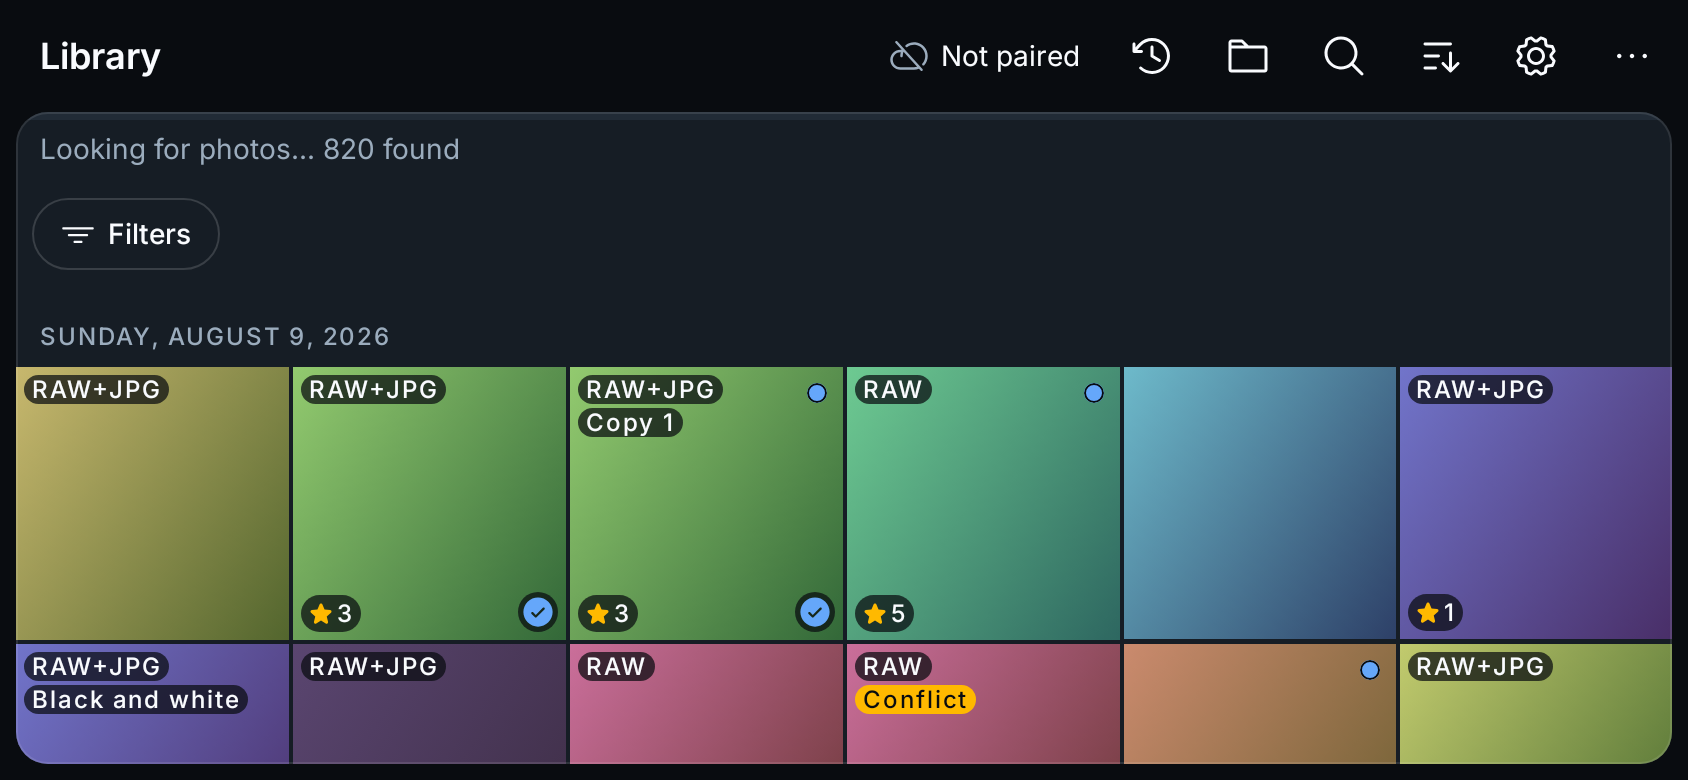 Library
Not paired
Looking for photos... 820 found
Filters
SUNDAY, AUGUST 9, 2026
RAW+JPG
RAW+JPG
3
RAW+JPG
Copy 1
3
RAW
5
RAW+JPG
1
RAW+JPG
Black and white
RAW+JPG
RAW
RAW
Conflict
RAW+JPG